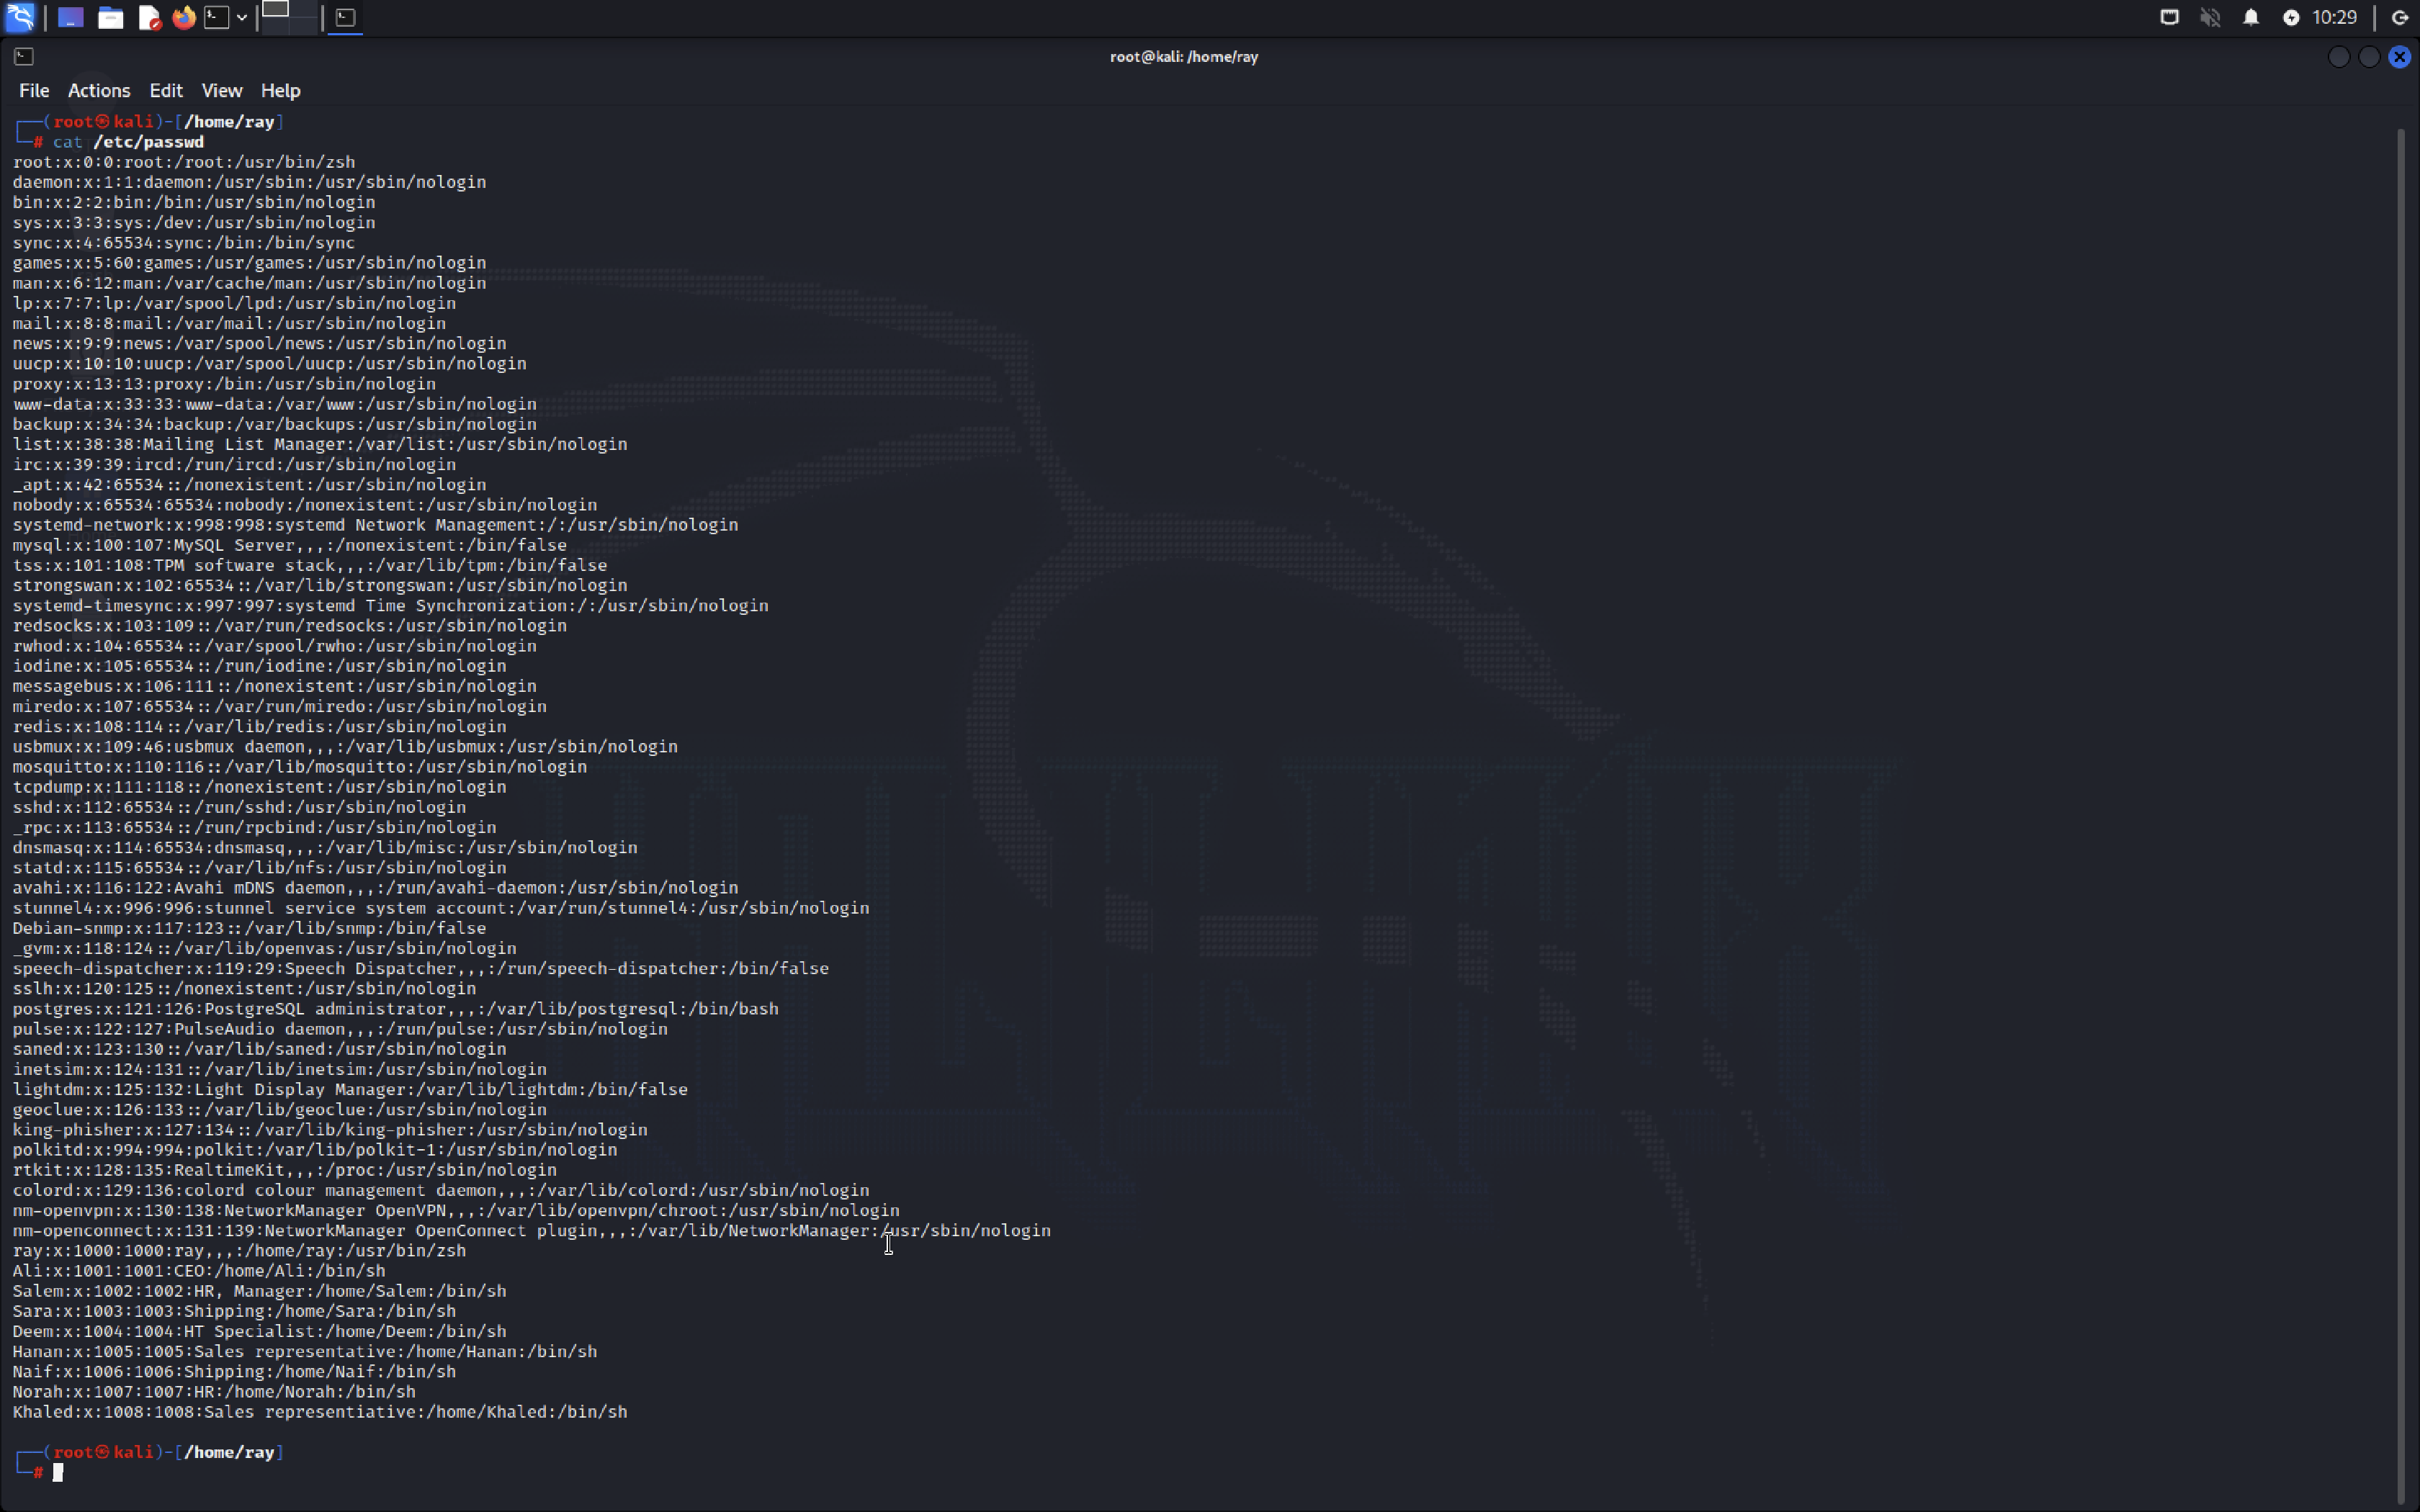 10:29
root@kali: /home/ray
File Actions Edit View Help
┌──(root㉿kali)-[/home/ray]
└─# cat /etc/passwd
root:x:0:0:root:/root:/usr/bin/zsh
daemon:x:1:1:daemon:/usr/sbin:/usr/sbin/nologin
bin:x:2:2:bin:/bin:/usr/sbin/nologin
sys:x:3:3:sys:/dev:/usr/sbin/nologin
sync:x:4:65534:sync:/bin:/bin/sync
games:x:5:60:games:/usr/games:/usr/sbin/nologin
man:x:6:12:man:/var/cache/man:/usr/sbin/nologin
lp:x:7:7:lp:/var/spool/lpd:/usr/sbin/nologin
mail:x:8:8:mail:/var/mail:/usr/sbin/nologin
news:x:9:9:news:/var/spool/news:/usr/sbin/nologin
uucp:x:10:10:uucp:/var/spool/uucp:/usr/sbin/nologin
proxy:x:13:13:proxy:/bin:/usr/sbin/nologin
www-data:x:33:33:www-data:/var/www:/usr/sbin/nologin
backup:x:34:34:backup:/var/backups:/usr/sbin/nologin
list:x:38:38:Mailing List Manager:/var/list:/usr/sbin/nologin
irc:x:39:39:ircd:/run/ircd:/usr/sbin/nologin
_apt:x:42:65534::/nonexistent:/usr/sbin/nologin
nobody:x:65534:65534:nobody:/nonexistent:/usr/sbin/nologin
systemd-network:x:998:998:systemd Network Management:/:/usr/sbin/nologin
mysql:x:100:107:MySQL Server,,,:/nonexistent:/bin/false
tss:x:101:108:TPM software stack,,,:/var/lib/tpm:/bin/false
strongswan:x:102:65534::/var/lib/strongswan:/usr/sbin/nologin
systemd-timesync:x:997:997:systemd Time Synchronization:/:/usr/sbin/nologin
redsocks:x:103:109::/var/run/redsocks:/usr/sbin/nologin
rwhod:x:104:65534::/var/spool/rwho:/usr/sbin/nologin
iodine:x:105:65534::/run/iodine:/usr/sbin/nologin
messagebus:x:106:111::/nonexistent:/usr/sbin/nologin
miredo:x:107:65534::/var/run/miredo:/usr/sbin/nologin
redis:x:108:114::/var/lib/redis:/usr/sbin/nologin
usbmux:x:109:46:usbmux daemon,,,:/var/lib/usbmux:/usr/sbin/nologin
mosquitto:x:110:116::/var/lib/mosquitto:/usr/sbin/nologin
tcpdump:x:111:118::/nonexistent:/usr/sbin/nologin
sshd:x:112:65534::/run/sshd:/usr/sbin/nologin
_rpc:x:113:65534::/run/rpcbind:/usr/sbin/nologin
dnsmasq:x:114:65534:dnsmasq,,,:/var/lib/misc:/usr/sbin/nologin
statd:x:115:65534::/var/lib/nfs:/usr/sbin/nologin
avahi:x:116:122:Avahi mDNS daemon,,,:/run/avahi-daemon:/usr/sbin/nologin
stunnel4:x:996:996:stunnel service system account:/var/run/stunnel4:/usr/sbin/nologin
Debian-snmp:x:117:123::/var/lib/snmp:/bin/false
_gvm:x:118:124::/var/lib/openvas:/usr/sbin/nologin
speech-dispatcher:x:119:29:Speech Dispatcher,,,:/run/speech-dispatcher:/bin/false
sslh:x:120:125::/nonexistent:/usr/sbin/nologin
postgres:x:121:126:PostgreSQL administrator,,,:/var/lib/postgresql:/bin/bash
pulse:x:122:127:PulseAudio daemon,,,:/run/pulse:/usr/sbin/nologin
saned:x:123:130::/var/lib/saned:/usr/sbin/nologin
inetsim:x:124:131::/var/lib/inetsim:/usr/sbin/nologin
lightdm:x:125:132:Light Display Manager:/var/lib/lightdm:/bin/false
geoclue:x:126:133::/var/lib/geoclue:/usr/sbin/nologin
king-phisher:x:127:134::/var/lib/king-phisher:/usr/sbin/nologin
polkitd:x:994:994:polkit:/var/lib/polkit-1:/usr/sbin/nologin
rtkit:x:128:135:RealtimeKit,,,:/proc:/usr/sbin/nologin
colord:x:129:136:colord colour management daemon,,,:/var/lib/colord:/usr/sbin/nologin
nm-openvpn:x:130:138:NetworkManager OpenVPN,,,:/var/lib/openvpn/chroot:/usr/sbin/nologin
nm-openconnect:x:131:139:NetworkManager OpenConnect plugin,,,:/var/lib/NetworkManager:/usr/sbin/nologin
ray:x:1000:1000:ray,,,:/home/ray:/usr/bin/zsh
Ali:x:1001:1001:CEO:/home/Ali:/bin/sh
Salem:x:1002:1002:HR, Manager:/home/Salem:/bin/sh
Sara:x:1003:1003:Shipping:/home/Sara:/bin/sh
Deem:x:1004:1004:HT Specialist:/home/Deem:/bin/sh
Hanan:x:1005:1005:Sales representative:/home/Hanan:/bin/sh
Naif:x:1006:1006:Shipping:/home/Naif:/bin/sh
Norah:x:1007:1007:HR:/home/Norah:/bin/sh
Khaled:x:1008:1008:Sales representiative:/home/Khaled:/bin/sh
┌──(root㉿kali)-[/home/ray]
└─#